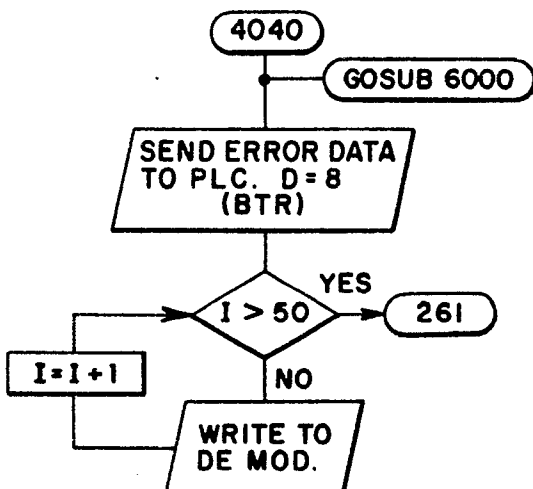 4040
GOSUB 6000
SEND ERROR DATA
TO PLC. D=8
(BTR)
I > 50
YES
261
I=I+1
NO
WRITE TO
DE MOD.